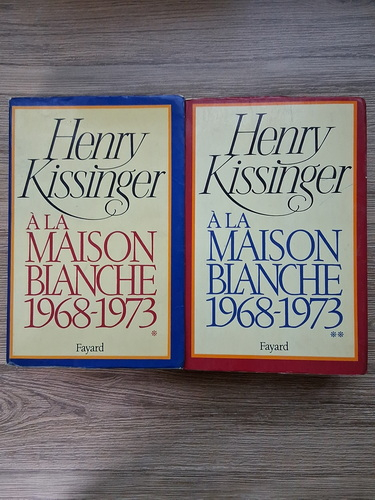 Henry
Kissinger
À LA
MAISON
BLANCHE
1968-1973
*
Fayard
Henry
Kissinger
À LA
MAISON
BLANCHE
1968-1973
**
Fayard